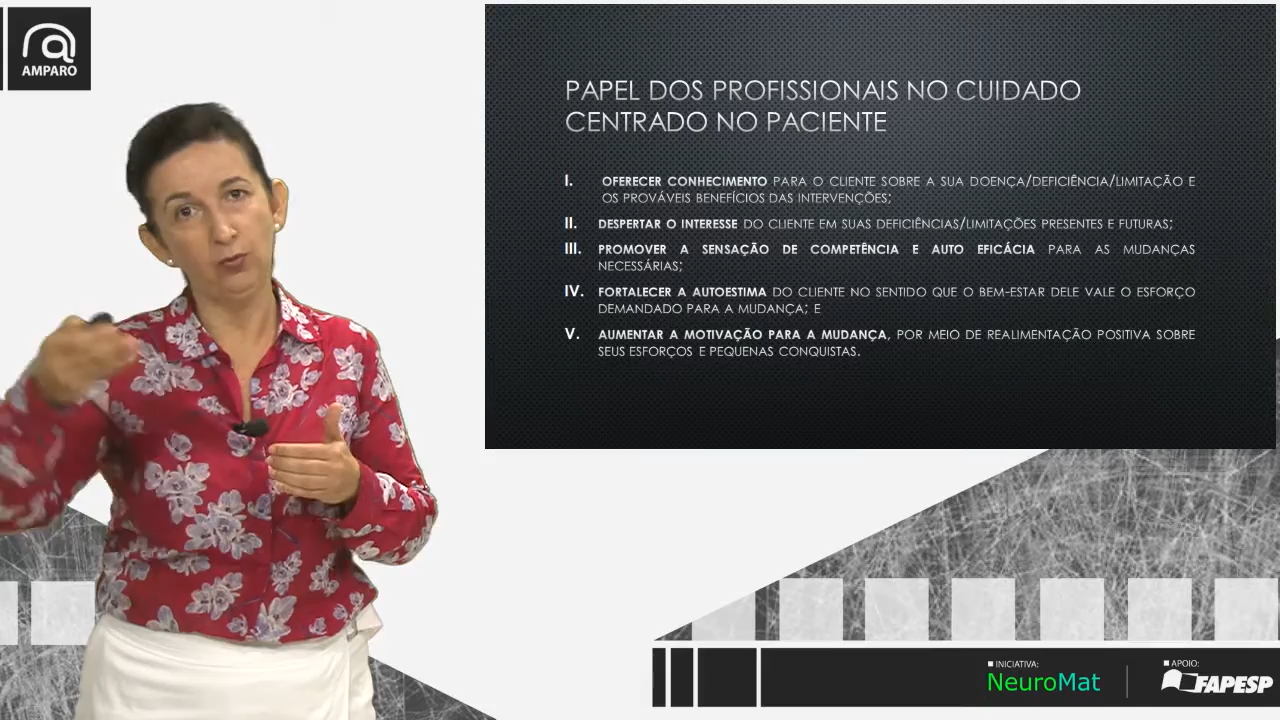 AMPARO
PAPEL DOS PROFISSIONAIS NO CUIDADO
CENTRADO NO PACIENTE
I. OFERECER CONHECIMENTO PARA O CLIENTE SOBRE A SUA DOENÇA/DEFICIÊNCIA/LIMITAÇÃO E
OS PROVÁVEIS BENEFÍCIOS DAS INTERVENÇÕES;
II. DESPERTAR O INTERESSE DO CLIENTE EM SUAS DEFICIÊNCIAS/LIMITAÇÕES PRESENTES E FUTURAS;
III. PROMOVER A SENSAÇÃO DE COMPETÊNCIA E AUTO EFICÁCIA PARA AS MUDANÇAS
NECESSÁRIAS;
IV. FORTALECER A AUTOESTIMA DO CLIENTE NO SENTIDO QUE O BEM-ESTAR DELE VALE O ESFORÇO
DEMANDADO PARA A MUDANÇA; E
V. AUMENTAR A MOTIVAÇÃO PARA A MUDANÇA, POR MEIO DE REALIMENTAÇÃO POSITIVA SOBRE
SEUS ESFORÇOS E PEQUENAS CONQUISTAS.
INICIATIVA:
NeuroMat
APOIO:
FAPESP